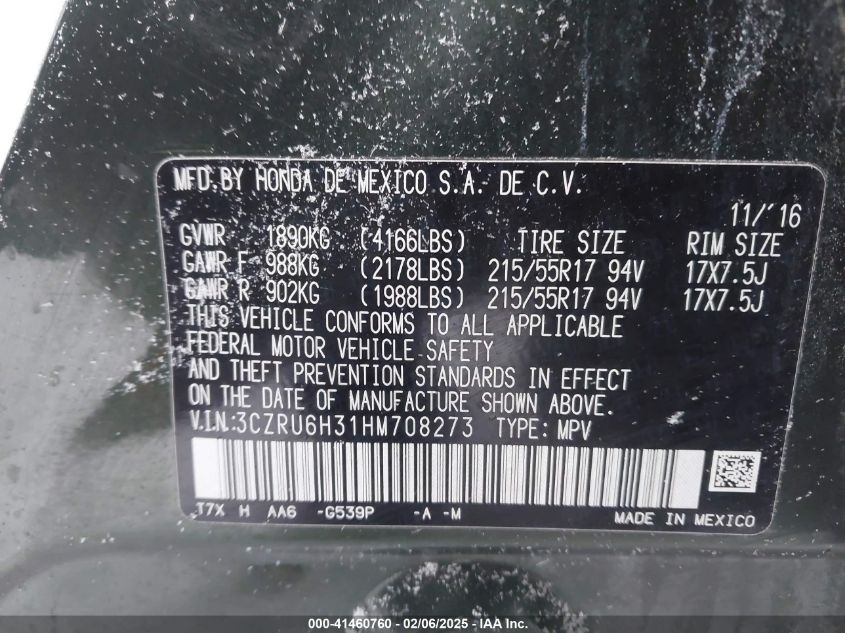 MFD. BY HONDA DE MEXICO S.A. DE C.V.
11/'16
GVWR 1890KG (4166LBS) TIRE SIZE RIM SIZE
GAWR F 988KG (2178LBS) 215/55R17 94V 17X7.5J
GAWR R 902KG (1988LBS) 215/55R17 94V 17X7.5J
THIS VEHICLE CONFORMS TO ALL APPLICABLE
FEDERAL MOTOR VEHICLE SAFETY
AND THEFT PREVENTION STANDARDS IN EFFECT
ON THE DATE OF MANUFACTURE SHOWN ABOVE.
V.I.N:3CZRU6H31HM708273 TYPE: MPV
T7X H AA6 -G539P -A -M
MADE IN MEXICO
000-41460760 - 02/06/2025 - IAA Inc.